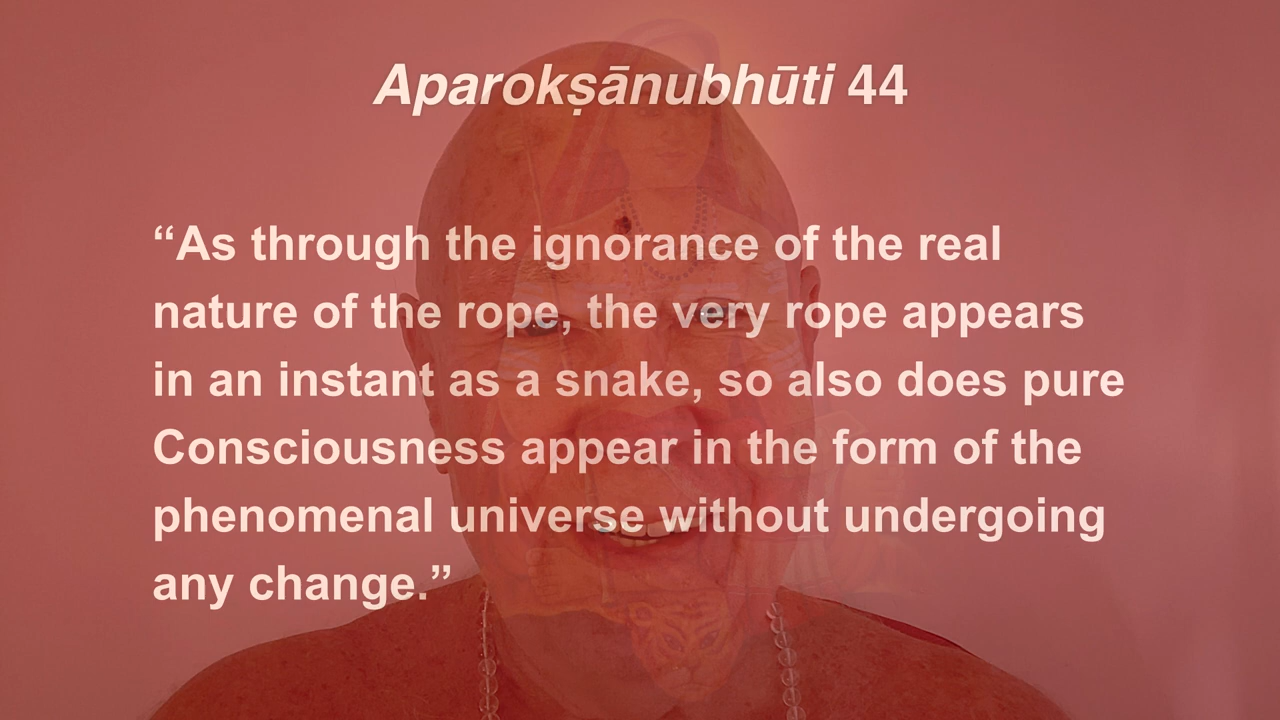 Aparokṣānubhūti 44
“As through the ignorance of the real
nature of the rope, the very rope appears
in an instant as a snake, so also does pure
Consciousness appear in the form of the
phenomenal universe without undergoing
any change.”